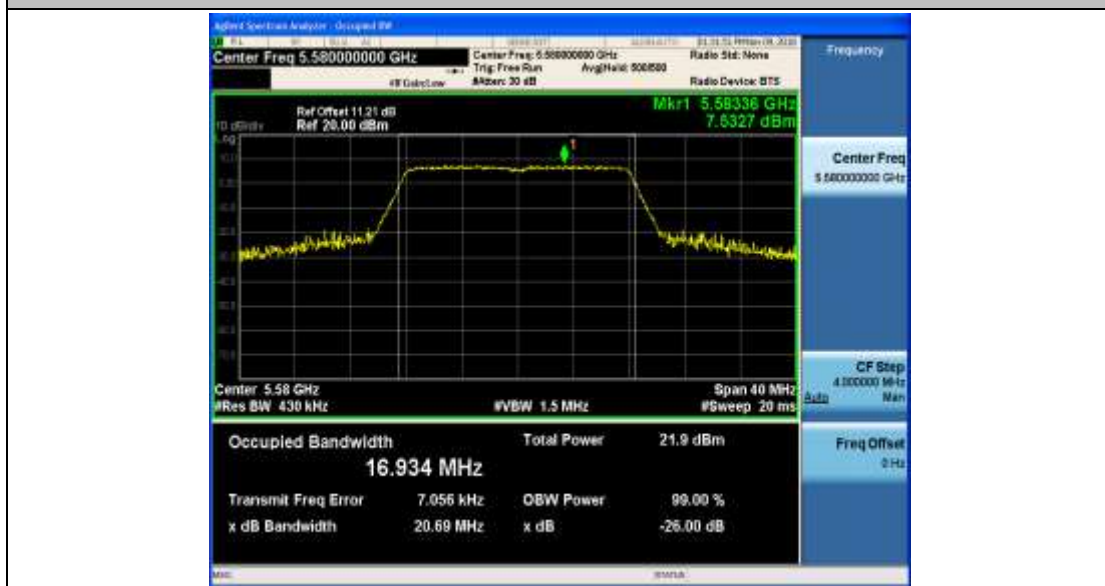 Agilent Spectrum Analyzer - Occupied BW
Center Freq 5.580000000 GHz
Center Freq: 5.580000000 GHz
Radio Std: None
Frequency
Trig: Free Run
Avg|Hold: 500/500
#IFGain:Low
#Atten: 30 dB
Radio Device: BTS
Ref Offset 11.21 dB
Mkr1 5.58336 GHz
10 dB/div
Ref 20.00 dBm
7.6327 dBm
Log
1
Center Freq
5.580000000 GHz
Center 5.58 GHz
Span 40 MHz
#Res BW 430 kHz
#VBW 1.5 MHz
#Sweep 20 ms
CF Step
4.000000 MHz
Auto
Man
Occupied Bandwidth
Total Power
21.9 dBm
16.934 MHz
Freq Offset
0 Hz
Transmit Freq Error
7.056 kHz
OBW Power
99.00 %
x dB Bandwidth
20.69 MHz
x dB
-26.00 dB
MSG
STATUS